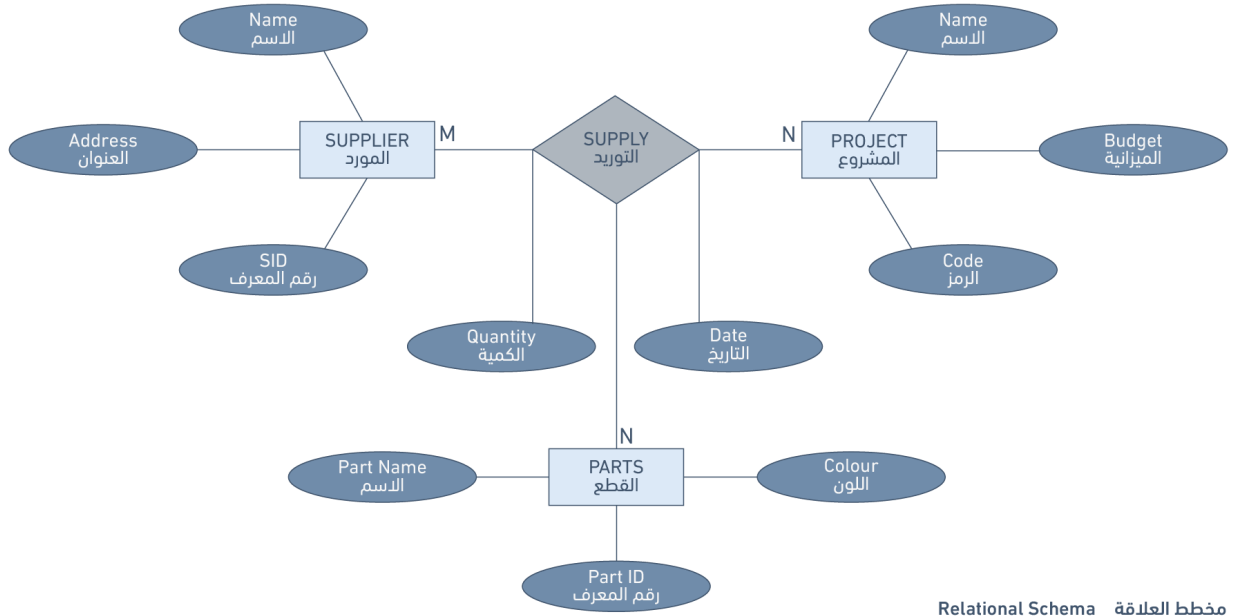 Name
الاسم
Name
الاسم
Address
العنوان
SUPPLIER
المورد
M
SUPPLY
التوريد
N
PROJECT
المشروع
Budget
الميزانية
SID
رقم المعرف
Code
الرمز
Quantity
الكمية
Date
التاريخ
N
Part Name
الاسم
PARTS
القطع
Colour
اللون
Part ID
رقم المعرف
Relational Schema مخطط العلاقة